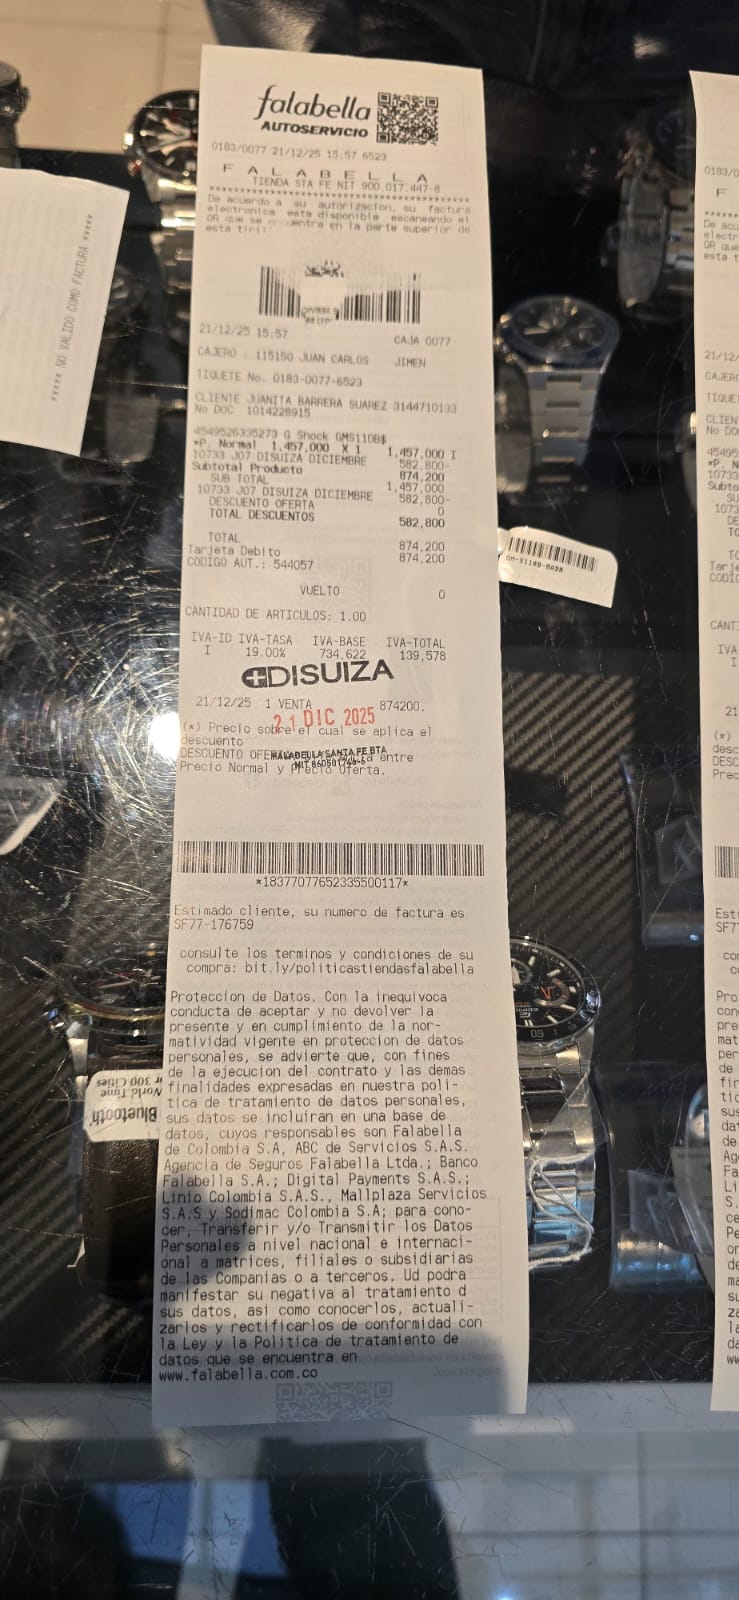 falabella
AUTOSERVICIO
0183/0077 21/12/25 15:57 6523
F A L A B E L L A
TIENDA STA FE NIT 900.017.447-8
De acuerdo a su autorizacion, su factura
electronica esta disponible escaneando el
QR que se encuentra en la parte superior de
esta
21/12/25 15:57 CAJA 0077
CAJERO : 115150 JUAN CARLOS JIMEN
TIQUETE No. 0183-0077-6523
CLIENTE JUANITA BARRERA SUAREZ 3144710133
No DOC 1014228915
4549526335273 G Shock GMS110B$
*P. Normal 1,457,000 X 1 1,457,000 I
10733 J07 DISUIZA DICIEMBRE 582,800-
Subtotal Producto 874,200
SUB TOTAL 1,457,000
10733 J07 DISUIZA DICIEMBRE 582,800-
DESCUENTO OFERTA 0
TOTAL DESCUENTOS 582,800
TOTAL 874,200
Tarjeta Debito 874,200
CODIGO AUT.: 544057
VUELTO 0
CANTIDAD DE ARTICULOS: 1.00
IVA-ID IVA-TASA IVA-BASE IVA-TOTAL
I 19.00% 734,622 139,578
DISUIZA
21/12/25 1 VENTA 874200.
21 DIC 2025
(*) Precio sobre el cual se aplica el
descuento
FALABELLA SANTA FE BTA
DESCUENTO entre
Precio Normal y Precio Oferta.
*18377077652335500117*
Estimado cliente, su numero de factura es
SF77-176759
consulte los terminos y condiciones de su
compra: bit.ly/politicastiendasfalabella
Proteccion de Datos. Con la inequivoca
conducta de aceptar y no devolver la
presente y en cumplimiento de la nor-
matividad vigente en proteccion de datos
personales, se advierte que, con fines
de la ejecucion del contrato y las demas
finalidades expresadas en nuestra poli-
tica de tratamiento de datos personales,
sus datos se incluiran en una base de
datos, cuyos responsables son Falabella
de Colombia S.A, ABC de Servicios S.A.S.
Agencia de Seguros Falabella Ltda.; Banco
Falabella S.A.; Digital Payments S.A.S.;
Linio Colombia S.A.S., Mallplaza Servicios
S.A.S y Sodimac Colombia S.A; para cono-
cer, Transferir y/o Transmitir los Datos
Personales a nivel nacional e internaci-
onal a matrices, filiales o subsidiarias
de las Companias o a terceros. Ud podra
manifestar su negativa al tratamiento d
sus datos, asi como conocerlos, actuali-
zarlos y rectificarlos de conformidad con
la Ley y la Politica de tratamiento de
datos que se encuentra en
www.falabella.com.co
***** NO VALIDO COMO FACTURA *****
Bluetooth
World Time
300 Cities